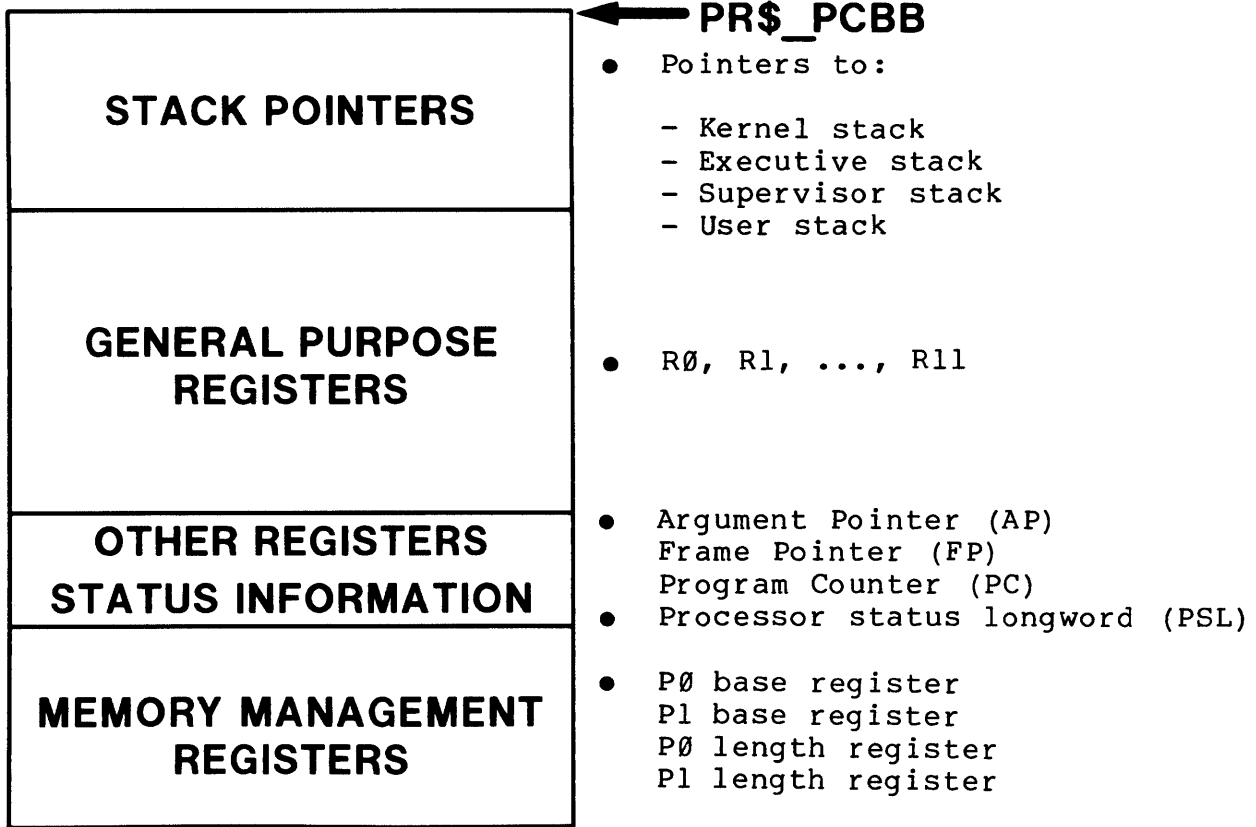 PR$_PCBB
STACK POINTERS
● Pointers to:
- Kernel stack
- Executive stack
- Supervisor stack
- User stack
GENERAL PURPOSE
REGISTERS
● RØ, R1, ..., R11
OTHER REGISTERS
STATUS INFORMATION
● Argument Pointer (AP)
Frame Pointer (FP)
Program Counter (PC)
● Processor status longword (PSL)
MEMORY MANAGEMENT
REGISTERS
● PØ base register
P1 base register
PØ length register
P1 length register